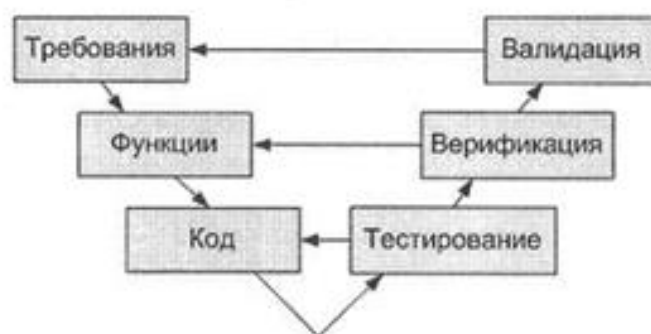 Требования
Валидация
Функции
Верификация
Код
Тестирование